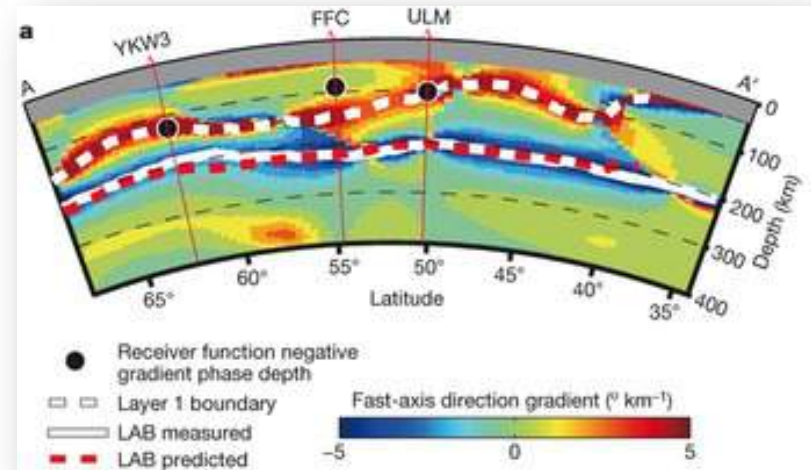 a
YKW3
FFC
ULM
A
A′
0
100
200
300
400
Depth (km)
65°
60°
55°
50°
45°
40°
35°
Latitude
Receiver function negative
gradient phase depth
Layer 1 boundary
LAB measured
LAB predicted
Fast-axis direction gradient (º km⁻¹)
−5
0
5